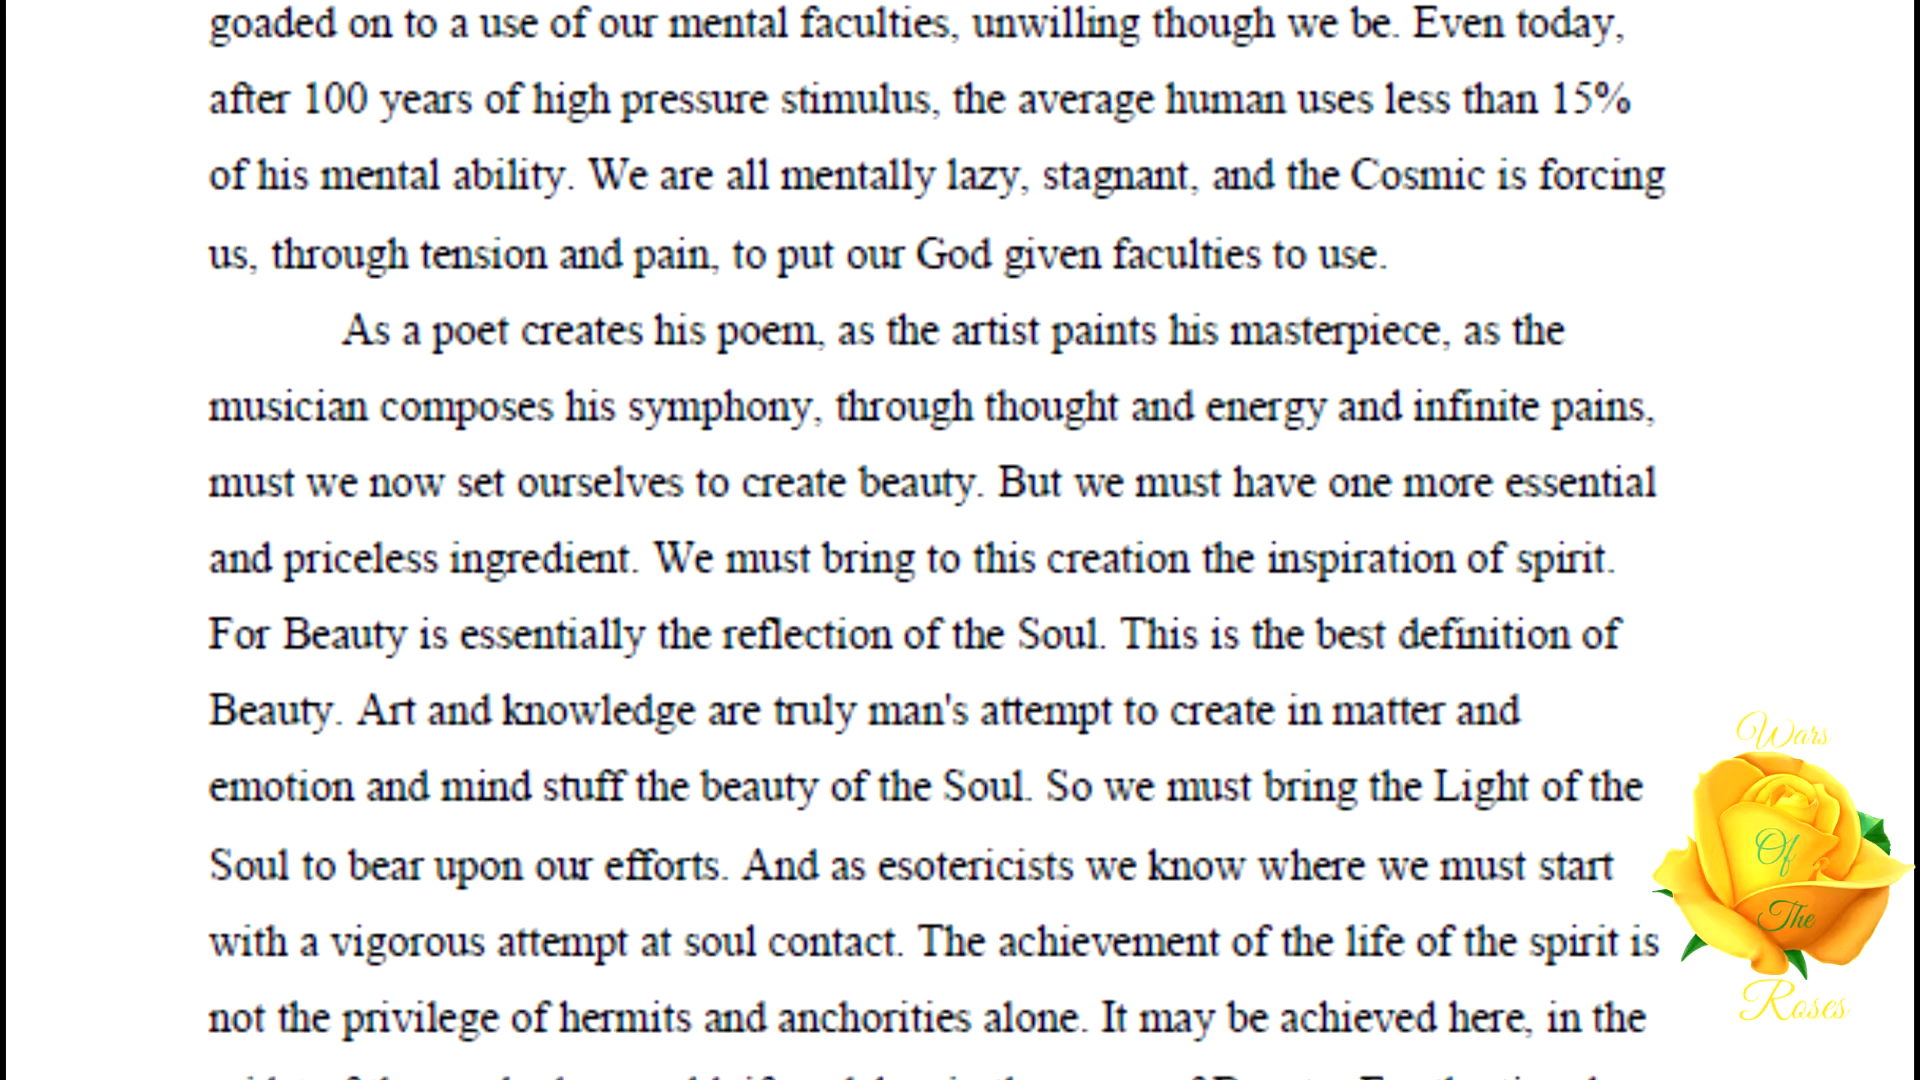 goaded on to a use of our mental faculties, unwilling though we be. Even today,
after 100 years of high pressure stimulus, the average human uses less than 15%
of his mental ability. We are all mentally lazy, stagnant, and the Cosmic is forcing
us, through tension and pain, to put our God given faculties to use.
As a poet creates his poem, as the artist paints his masterpiece, as the
musician composes his symphony, through thought and energy and infinite pains,
must we now set ourselves to create beauty. But we must have one more essential
and priceless ingredient. We must bring to this creation the inspiration of spirit.
For Beauty is essentially the reflection of the Soul. This is the best definition of
Beauty. Art and knowledge are truly man's attempt to create in matter and
emotion and mind stuff the beauty of the Soul. So we must bring the Light of the
Soul to bear upon our efforts. And as esotericists we know where we must start
with a vigorous attempt at soul contact. The achievement of the life of the spirit is
not the privilege of hermits and anchorities alone. It may be achieved here, in the
Wars
Of
The
Roses